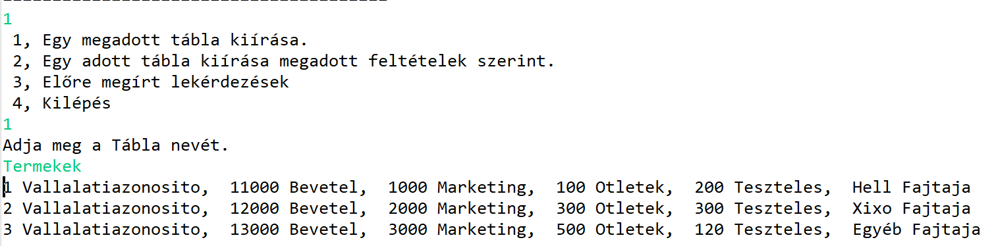 1
1, Egy megadott tábla kiírása.
2, Egy adott tábla kiírása megadott feltételek szerint.
3, Előre megírt lekérdezések
4, Kilépés
1
Adja meg a Tábla nevét.
Termekek
1 Vallalatiazonosito,  11000 Bevetel,  1000 Marketing,  100 Otletek,  200 Teszteles,  Hell Fajtaja
2 Vallalatiazonosito,  12000 Bevetel,  2000 Marketing,  300 Otletek,  300 Teszteles,  Xixo Fajtaja
3 Vallalatiazonosito,  13000 Bevetel,  3000 Marketing,  500 Otletek,  120 Teszteles,  Egyéb Fajtaja